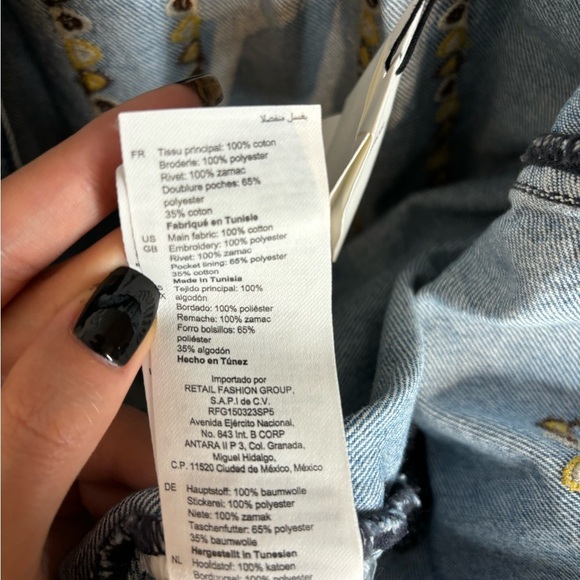 FR Tissu principal: 100% coton
Broderie: 100% polyester
Rivet: 100% zamac
Doublure poches: 65%
polyester
35% coton
Fabriqué en Tunisie
US Main fabric: 100% cotton
GB Embroidery: 100% polyester
Rivet: 100% zamac
Pocket lining: 65% polyester
35% cotton
Made in Tunisia
Tejido principal: 100%
algodón
Bordado: 100% poliéster
Remache: 100% zamac
Forro bolsillos: 65%
poliéster
35% algodón
Hecho en Túnez
Importado por
RETAIL FASHION GROUP.
S.A.P.I de C.V.
RFG150323SP5
Avenida Ejército Nacional,
No. 843 Int. B CORP
ANTARA II P 3, Col. Granada,
Miguel Hidalgo,
C.P. 11520 Ciudad de México, México
DE Hauptstoff: 100% baumwolle
Stickerei: 100% polyester
Niete: 100% zamak
Taschenfutter: 65% polyester
35% baumwolle
Hergestellt in Tunesien
NL Hoofdstof: 100% katoen
Borduursel: 100% polyester